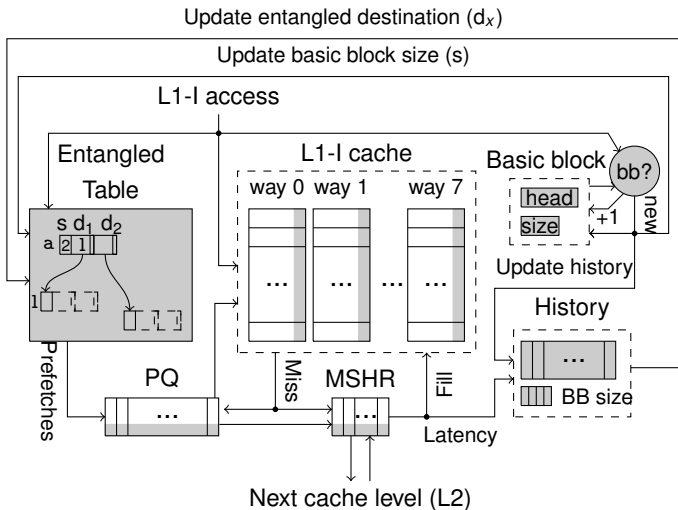 Update entangled destination (dx)
Update basic block size (s)
L1-I access
Entangled
Table
L1-I cache
Basic block
bb?
way 0 way 1 way 7
head
size
+1
new
s d1 d2
a 2 1
... ... ... ...
Update history
1
History
...
BB size
Prefetches
PQ
Miss
MSHR
Fill
... ...
Latency
Next cache level (L2)